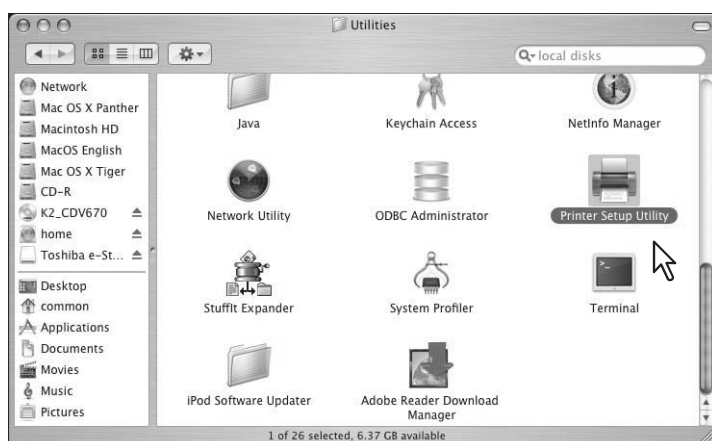 Utilities
local disks
Network
Mac OS X Panther
Macintosh HD
MacOS English
Mac OS X Tiger
CD-R
K2_CDV670
home
Toshiba e-St...
Desktop
common
Applications
Documents
Movies
Music
Pictures
Java
Keychain Access
NetInfo Manager
Network Utility
ODBC Administrator
Printer Setup Utility
StuffIt Expander
System Profiler
Terminal
iPod Software Updater
Adobe Reader Download
Manager
1 of 26 selected, 6.37 GB available